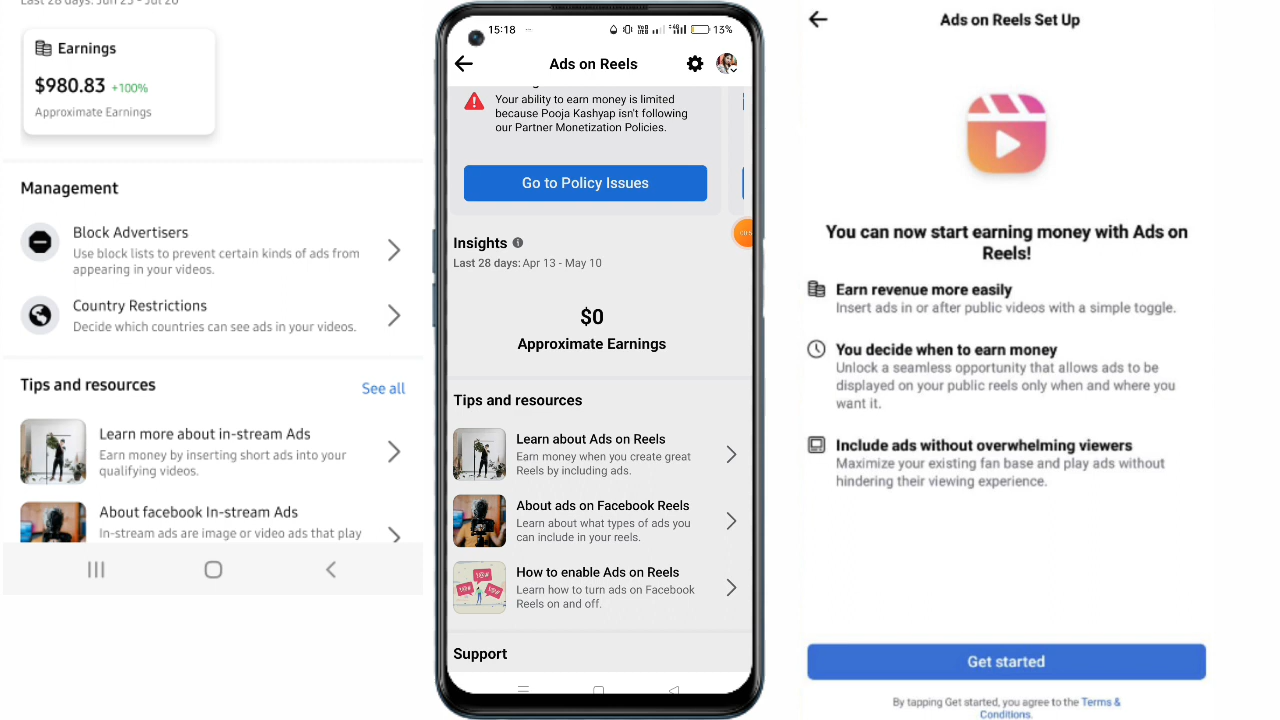 Last 28 days: Jun 23 - Jul 20
Earnings
$980.83 +100%
Approximate Earnings
Management
Block Advertisers
Use block lists to prevent certain kinds of ads from
appearing in your videos.
Country Restrictions
Decide which countries can see ads in your videos.
Tips and resources
See all
Learn more about in-stream Ads
Earn money by inserting short ads into your
qualifying videos.
About facebook In-stream Ads
In-stream ads are image or video ads that play
15:18
13%
Ads on Reels
Your ability to earn money is limited
because Pooja Kashyap isn't following
our Partner Monetization Policies.
Go to Policy Issues
Insights
Last 28 days: Apr 13 - May 10
$0
Approximate Earnings
Tips and resources
Learn about Ads on Reels
Earn money when you create great
Reels by including ads.
About ads on Facebook Reels
Learn about what types of ads you
can include in your reels.
How to enable Ads on Reels
Learn how to turn ads on Facebook
Reels on and off.
Support
Ads on Reels Set Up
You can now start earning money with Ads on
Reels!
Earn revenue more easily
Insert ads in or after public videos with a simple toggle.
You decide when to earn money
Unlock a seamless opportunity that allows ads to be
displayed on your public reels only when and where you
want it.
Include ads without overwhelming viewers
Maximize your existing fan base and play ads without
hindering their viewing experience.
Get started
By tapping Get started, you agree to the Terms &
Conditions.